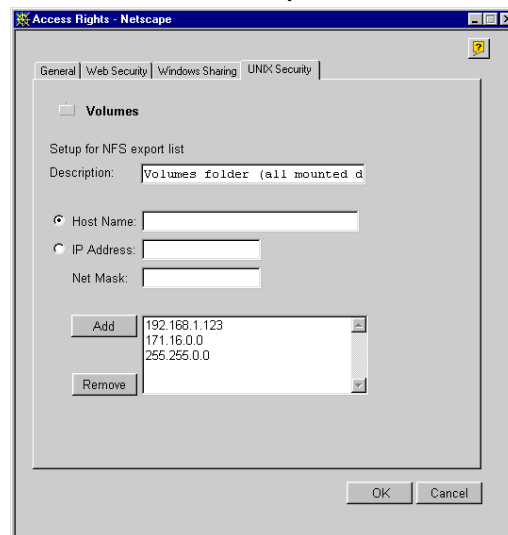 Access Rights - Netscape
General Web Security Windows Sharing UNIX Security
Volumes
Setup for NFS export list
Description: Volumes folder (all mounted d
Host Name:
IP Address:
Net Mask:
Add
192.168.1.123
171.16.0.0
255.255.0.0
Remove
OK Cancel